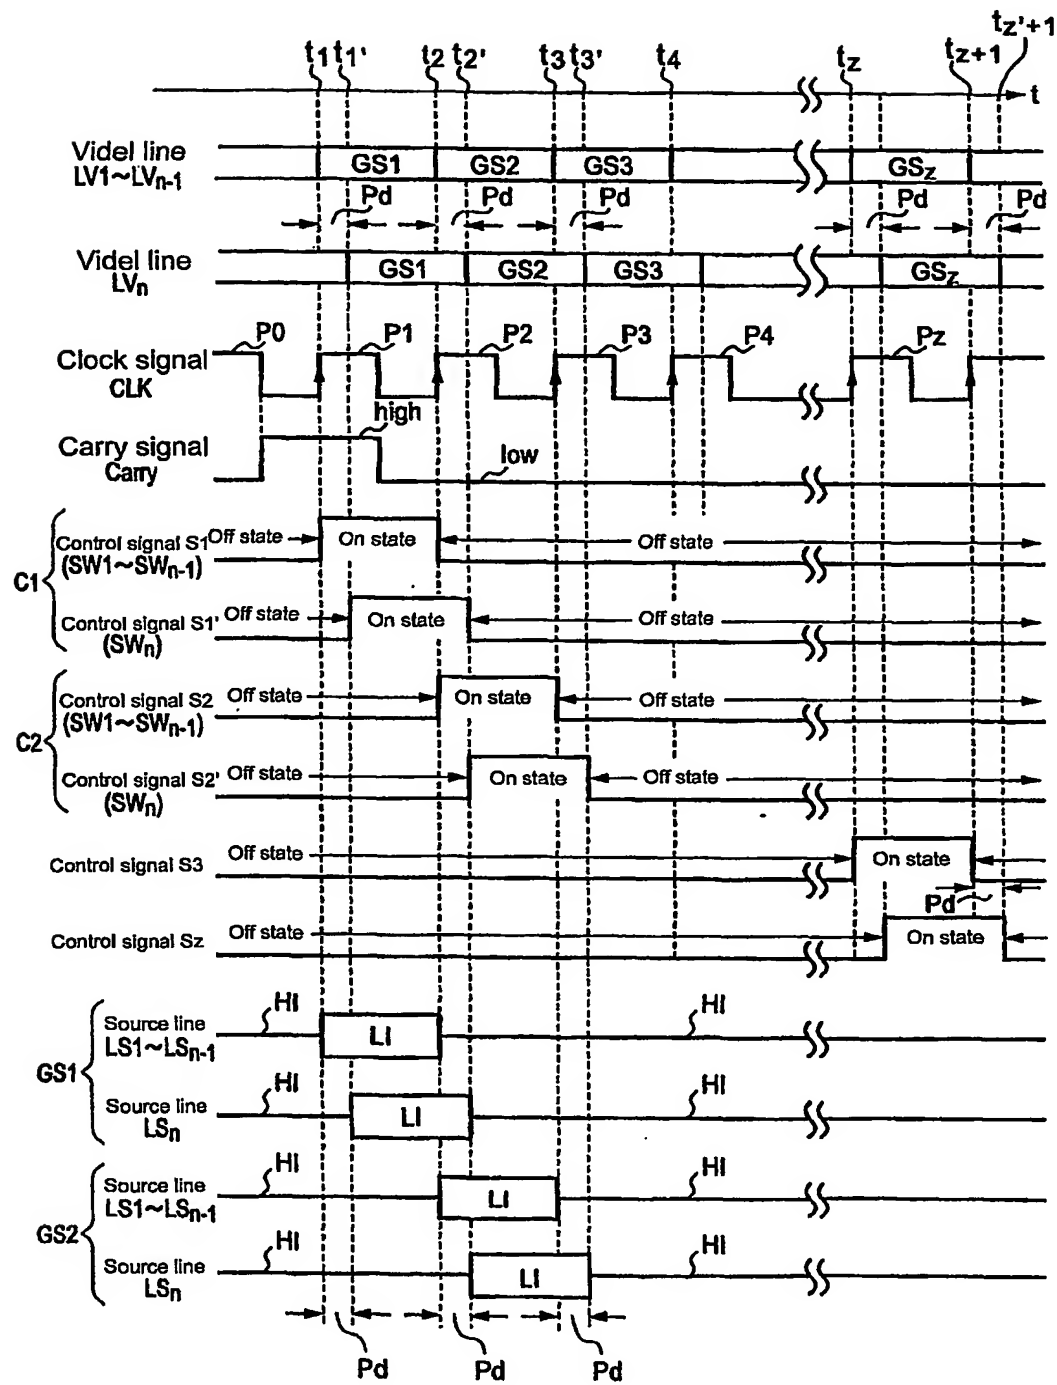 t1 t1' t2 t2' t3 t3' t4 tz tz+1 tz'+1
t
Videl line
LV1~LVn-1
GS1 GS2 GS3 GSz
Pd Pd Pd Pd Pd
Videl line
LVn
GS1 GS2 GS3 GSz
Clock signal
CLK
P0 P1 P2 P3 P4 Pz
Carry signal
Carry
high
low
C1
Control signal S1
(SW1~SWn-1)
Off state On state Off state
Control signal S1'
(SWn)
Off state On state Off state
C2
Control signal S2
(SW1~SWn-1)
Off state On state Off state
Control signal S2'
(SWn)
Off state On state Off state
Control signal S3
Off state On state
Pd
Control signal Sz
Off state On state
GS1
Source line
LS1~LSn-1
HI LI HI
Source line
LSn
HI LI HI
GS2
Source line
LS1~LSn-1
HI LI HI
Source line
LSn
HI LI HI
Pd Pd Pd